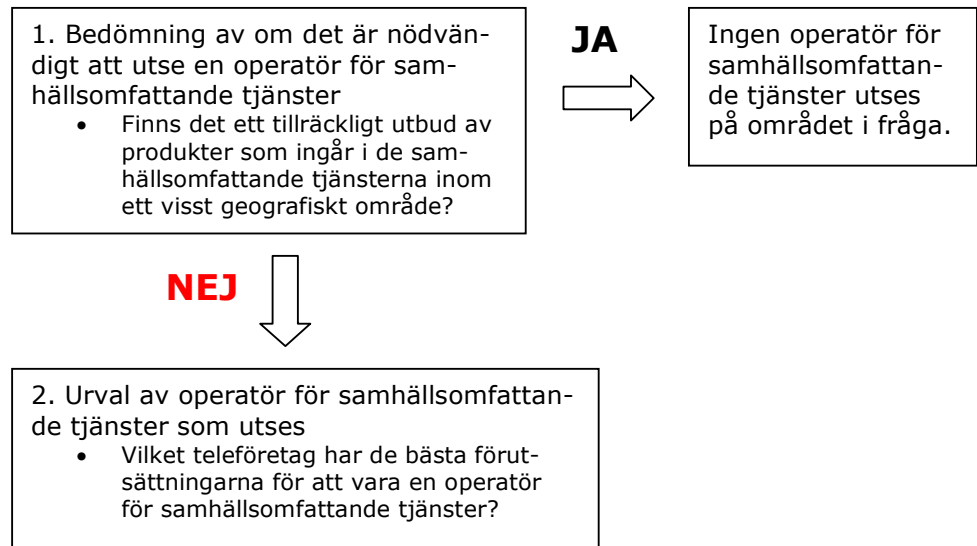 1. Bedömning av om det är nödvän-
digt att utse en operatör för sam-
hällsomfattande tjänster
• Finns det ett tillräckligt utbud av
produkter som ingår i de sam-
hällsomfattande tjänsterna inom
ett visst geografiskt område?
JA
Ingen operatör för
samhällsomfattan-
de tjänster utses
på området i fråga.
NEJ
2. Urval av operatör för samhällsomfattan-
de tjänster som utses
• Vilket teleföretag har de bästa förut-
sättningarna för att vara en operatör
för samhällsomfattande tjänster?